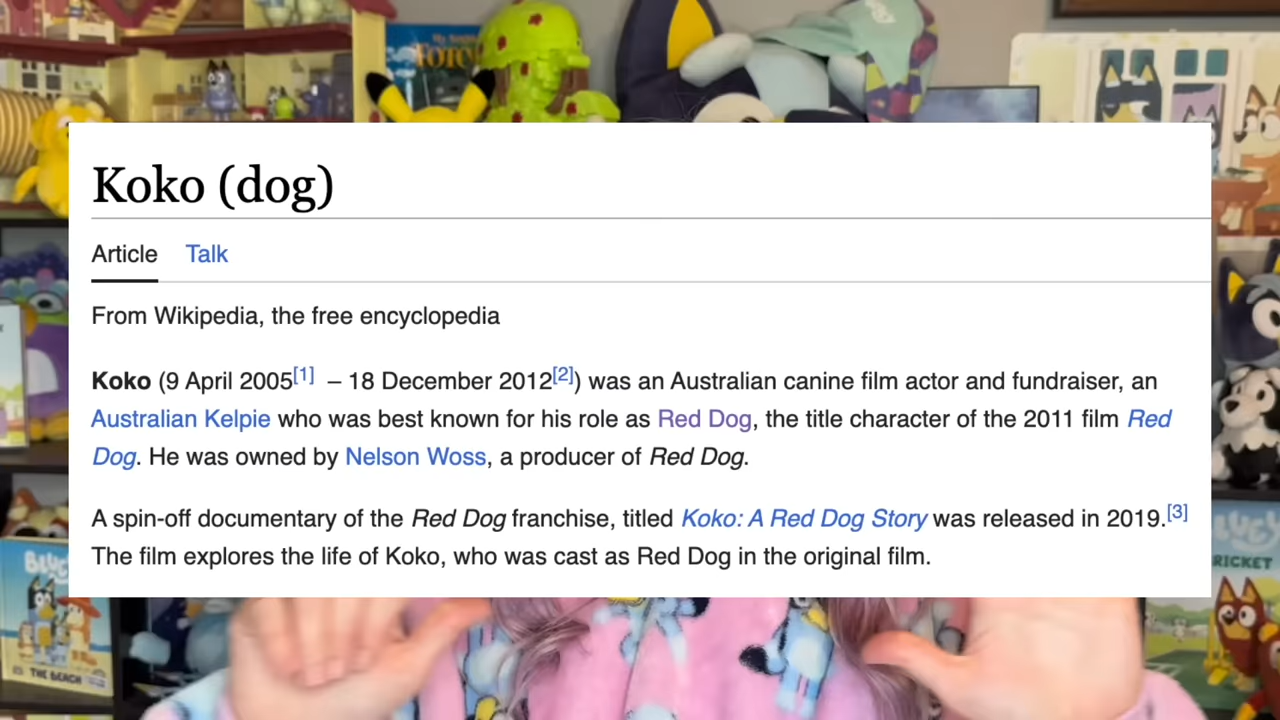 Koko (dog)
Article Talk
From Wikipedia, the free encyclopedia
Koko (9 April 2005[1] – 18 December 2012[2]) was an Australian canine film actor and fundraiser, an
Australian Kelpie who was best known for his role as Red Dog, the title character of the 2011 film Red
Dog. He was owned by Nelson Woss, a producer of Red Dog.
A spin-off documentary of the Red Dog franchise, titled Koko: A Red Dog Story was released in 2019.[3]
The film explores the life of Koko, who was cast as Red Dog in the original film.
BLUEY
RICKET
THE BEACH